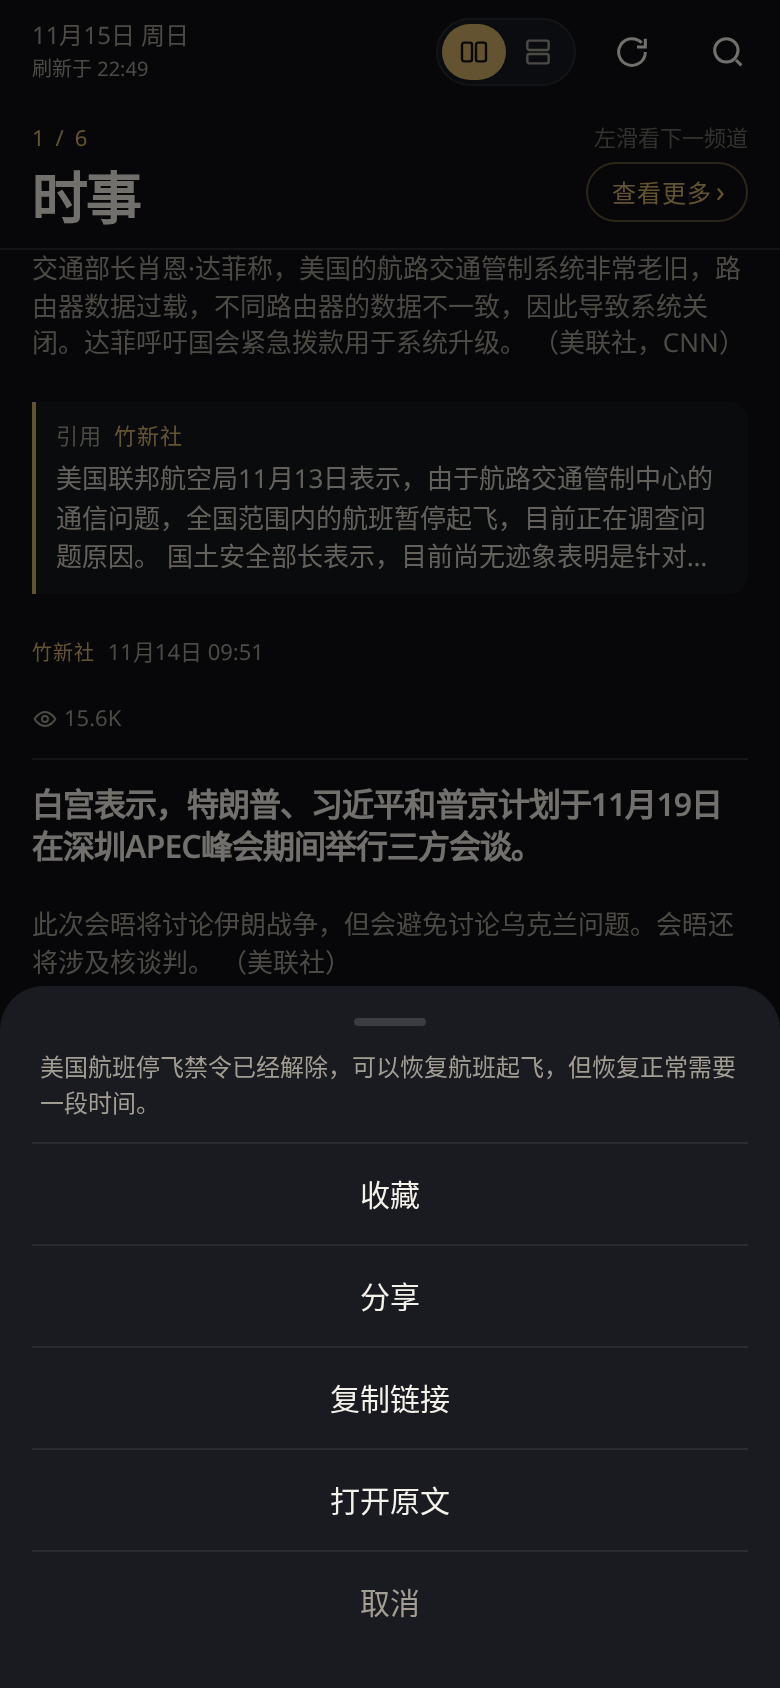 11月15日 周日
刷新于 22:49
1 / 6
左滑看下一频道
时事
查看更多 ›
交通部长肖恩·达菲称，美国的航路交通管制系统非常老旧，路
由器数据过载，不同路由器的数据不一致，因此导致系统关
闭。达菲呼吁国会紧急拨款用于系统升级。 （美联社，CNN）
引用 竹新社
美国联邦航空局11月13日表示，由于航路交通管制中心的
通信问题，全国范围内的航班暂停起飞，目前正在调查问
题原因。 国土安全部长表示，目前尚无迹象表明是针对...
竹新社 11月14日 09:51
15.6K
白宫表示，特朗普、习近平和普京计划于11月19日
在深圳APEC峰会期间举行三方会谈。
此次会晤将讨论伊朗战争，但会避免讨论乌克兰问题。会晤还
将涉及核谈判。 （美联社）
美国航班停飞禁令已经解除，可以恢复航班起飞，但恢复正常需要
一段时间。
收藏
分享
复制链接
打开原文
取消